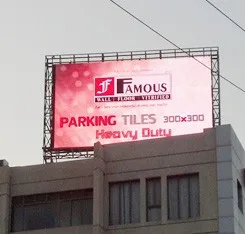 F FAMOUS
WALL | FLOOR | VITRIFIED
PARKING TILES 300x300
Heavy Duty